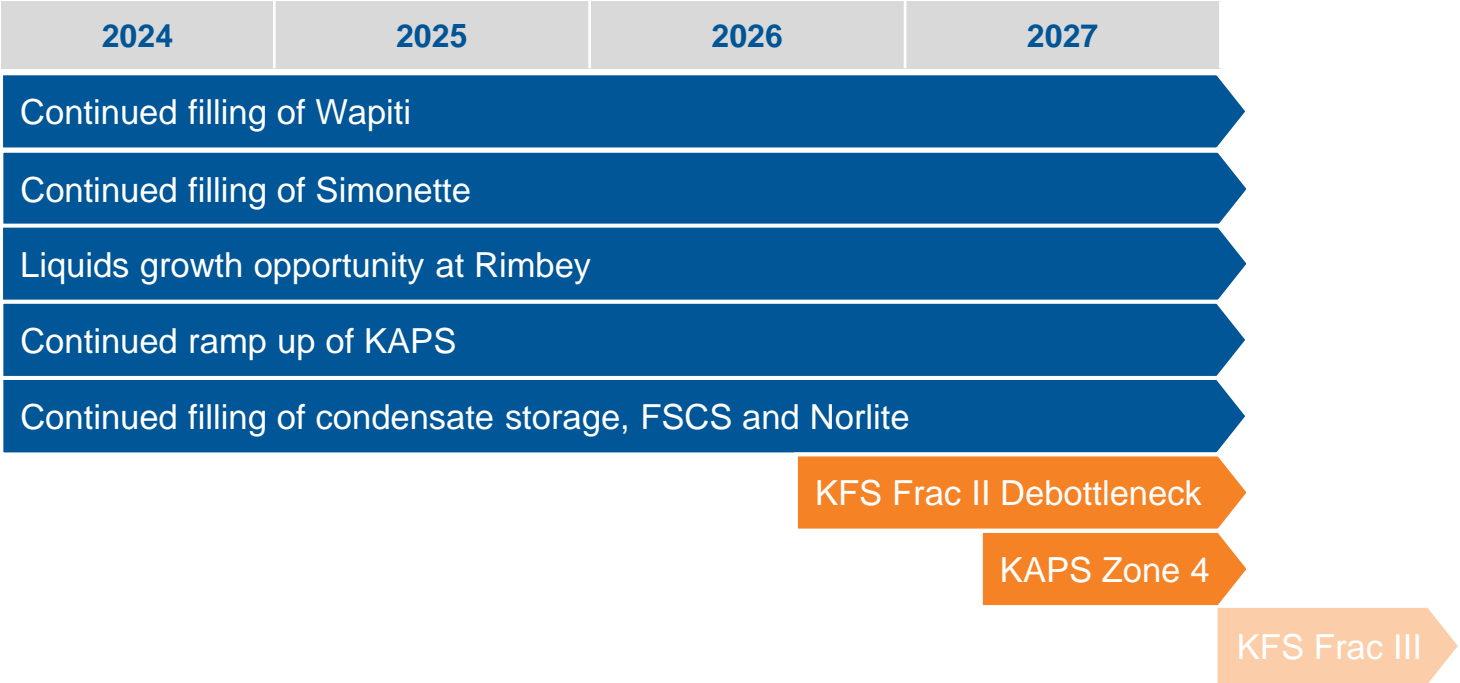 2024 2025 2026 2027
Continued filling of Wapiti
Continued filling of Simonette
Liquids growth opportunity at Rimbey
Continued ramp up of KAPS
Continued filling of condensate storage, FSCS and Norlite
KFS Frac II Debottleneck
KAPS Zone 4
KFS Frac III